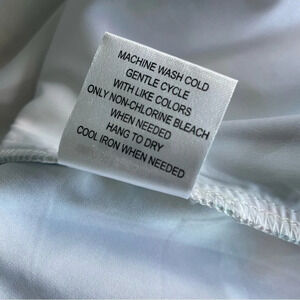 MACHINE WASH COLD
GENTLE CYCLE
WITH LIKE COLORS
ONLY NON-CHLORINE BLEACH
WHEN NEEDED
HANG TO DRY
COOL IRON WHEN NEEDED